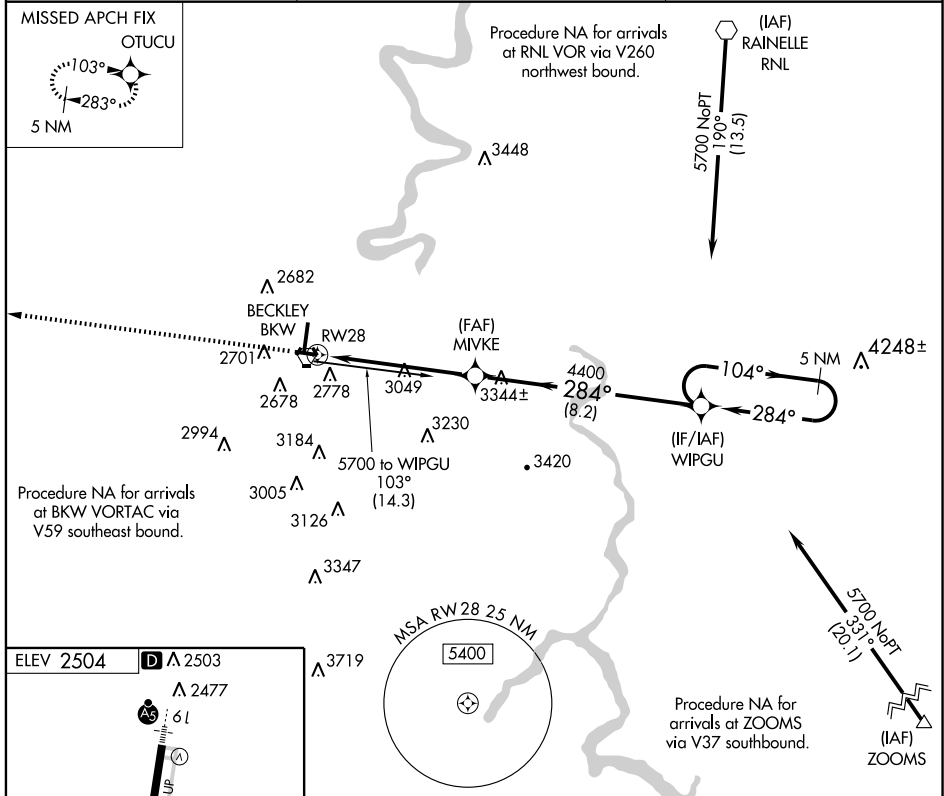 MISSED APCH FIX
OTUCU
103°
283°
5 NM
Procedure NA for arrivals
at RNL VOR via V260
northwest bound.
(IAF)
RAINELLE
RNL
5700 NoPT
190°
(13.5)
3448
2682
BECKLEY
BKW
RW28
2701
2678
2778
3049
(FAF)
MIVKE
3344±
4400
284°
(8.2)
104°
5 NM
4248±
284°
(IF/IAF)
WIPGU
2994
3184
3230
3420
5700 to WIPGU
103°
(14.3)
3005
3126
Procedure NA for arrivals
at BKW VORTAC via
V59 southeast bound.
3347
MSA RW28 25 NM
5400
3719
5700 NoPT
331°
(20.1)
Procedure NA for
arrivals at ZOOMS
via V37 southbound.
(IAF)
ZOOMS
ELEV 2504
D
2503
2477
A5
19
V
UP